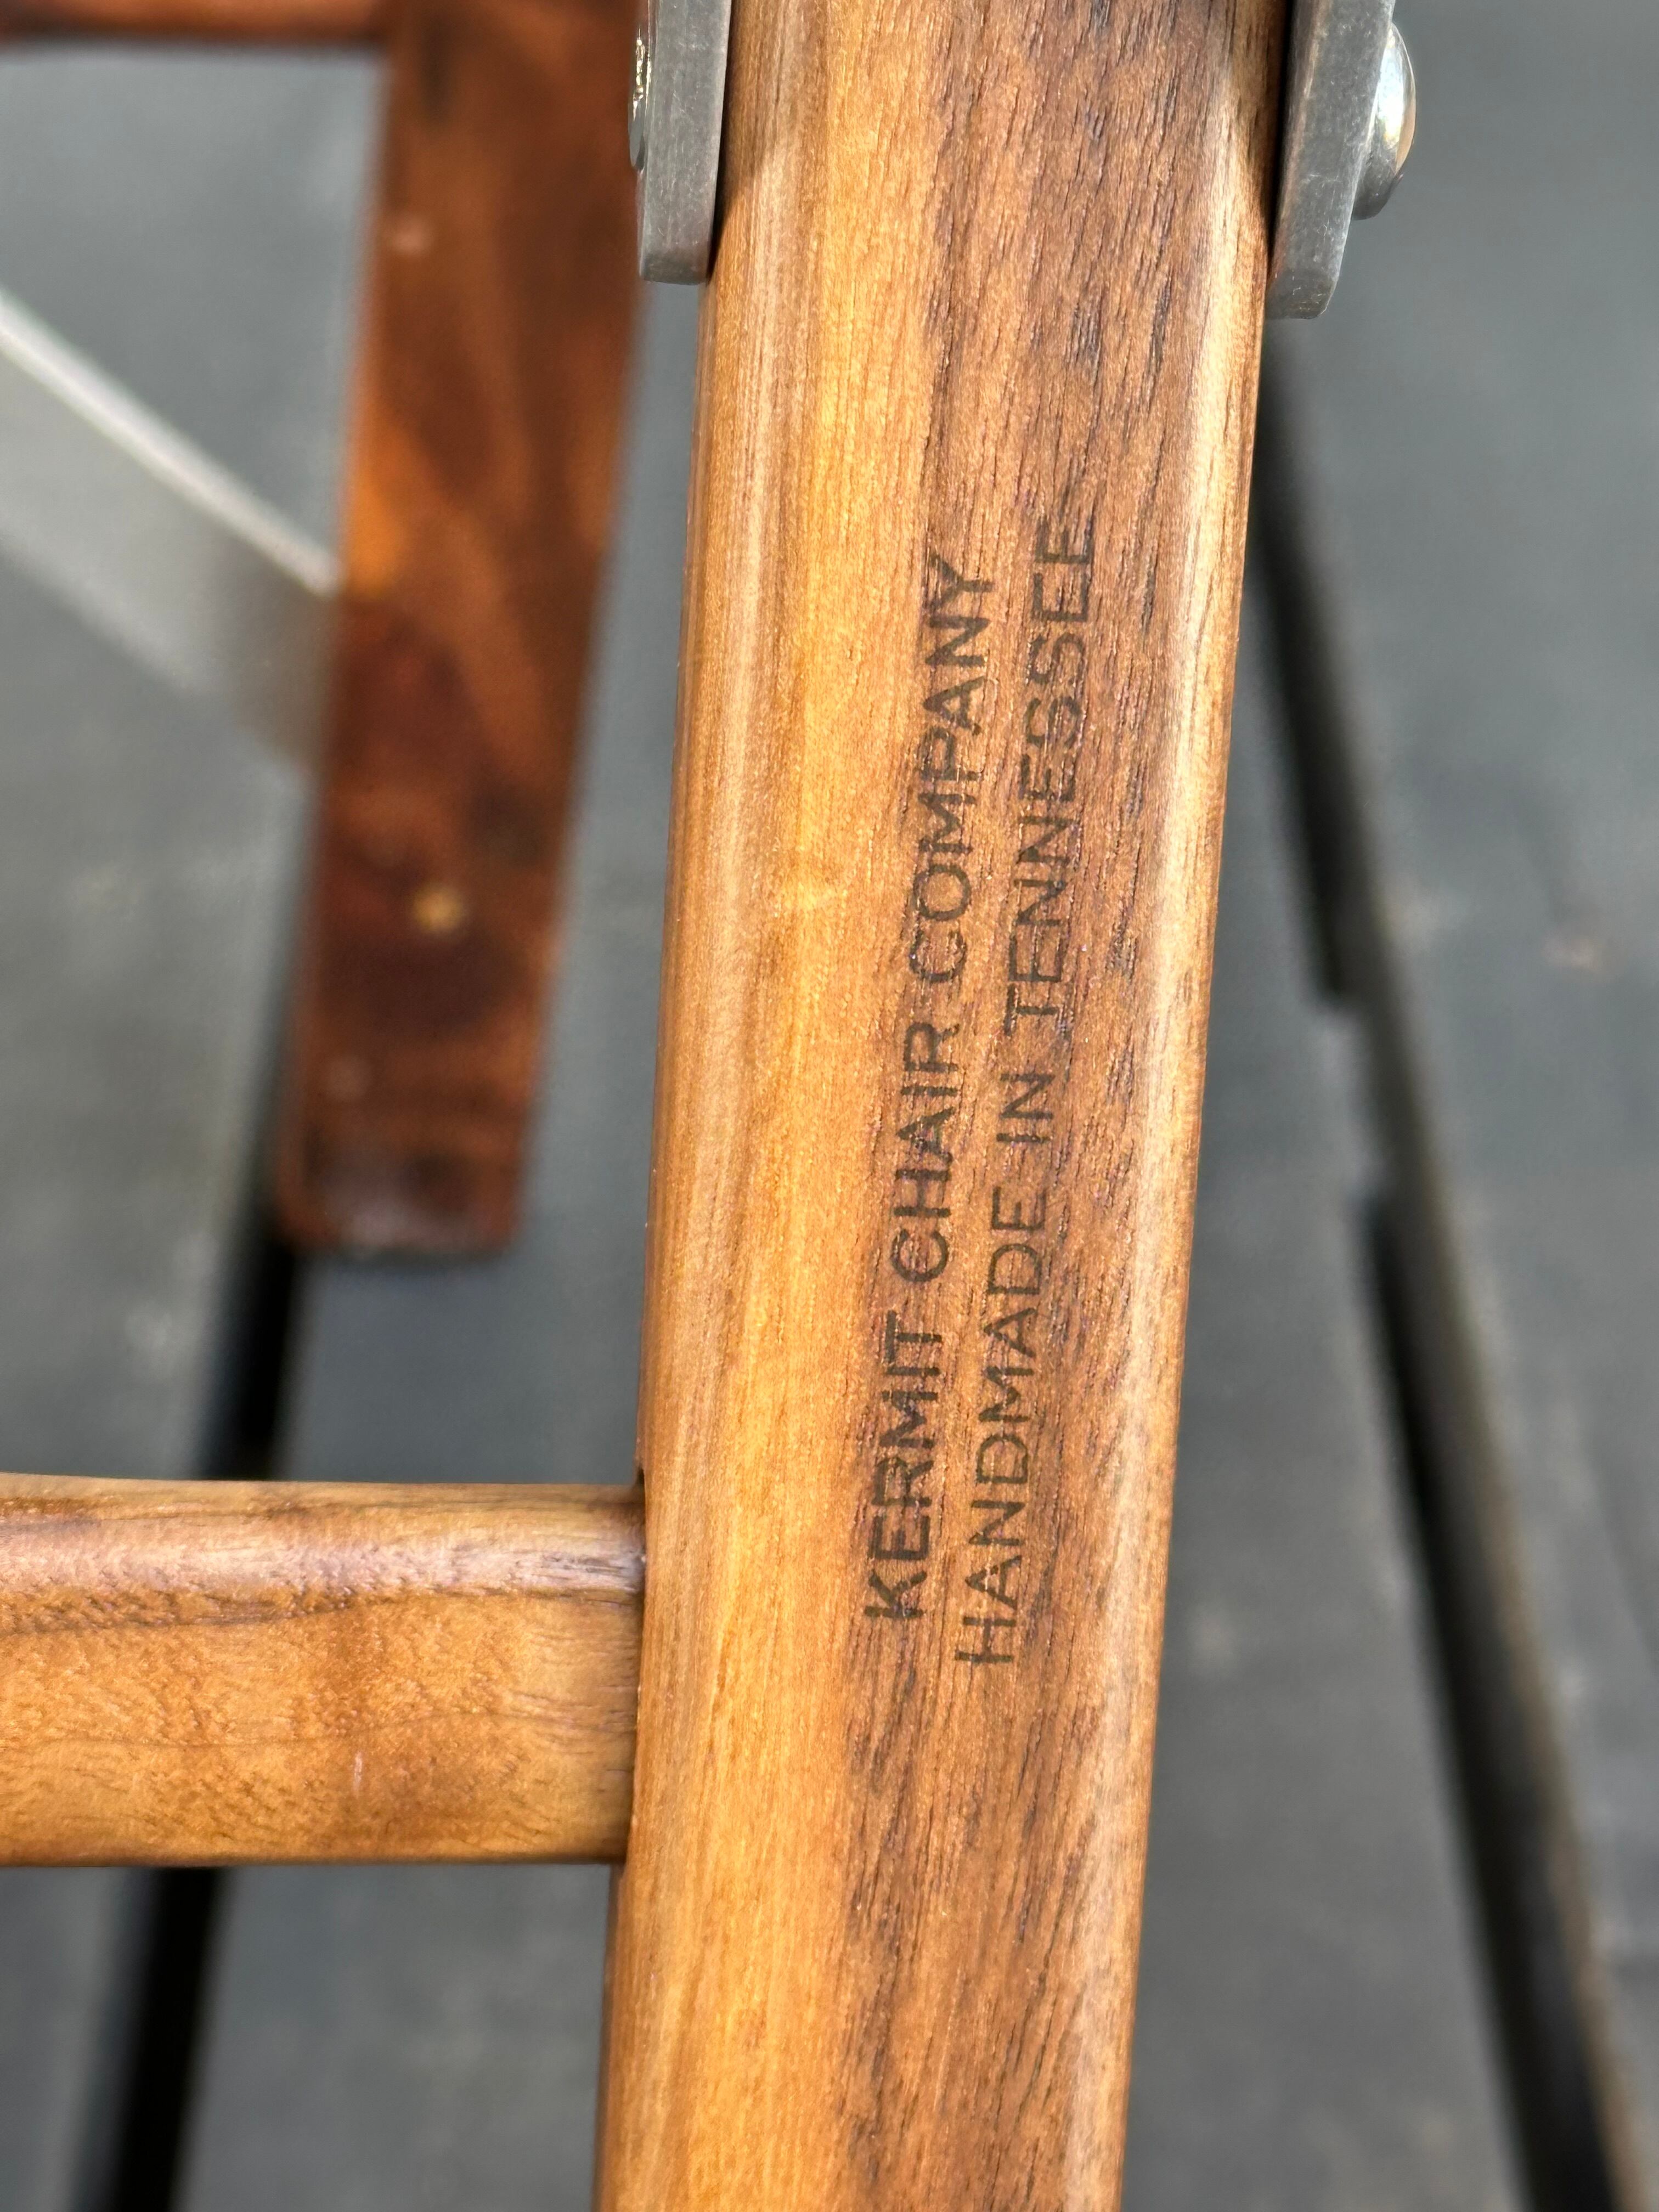 KERMIT CHAIR COMPANY
HANDMADE IN TENNESSEE